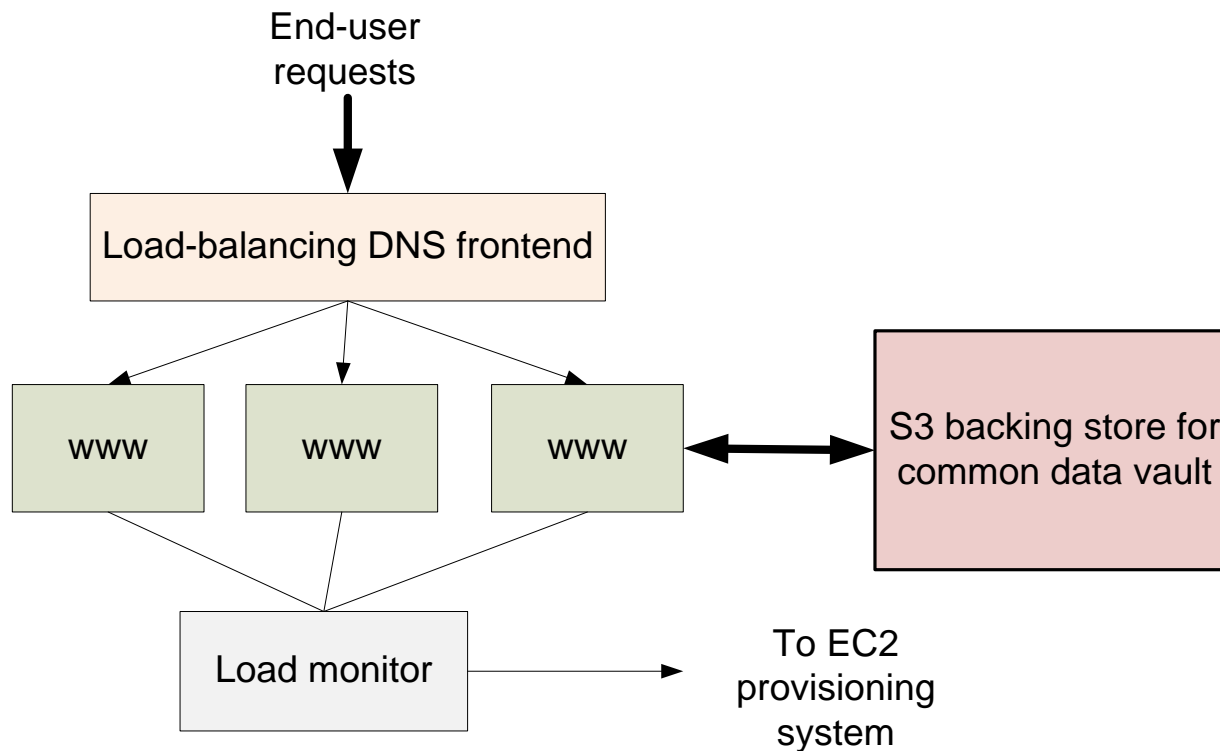 End-user
requests
Load-balancing DNS frontend
www
www
www
S3 backing store for
common data vault
Load monitor
To EC2
provisioning
system